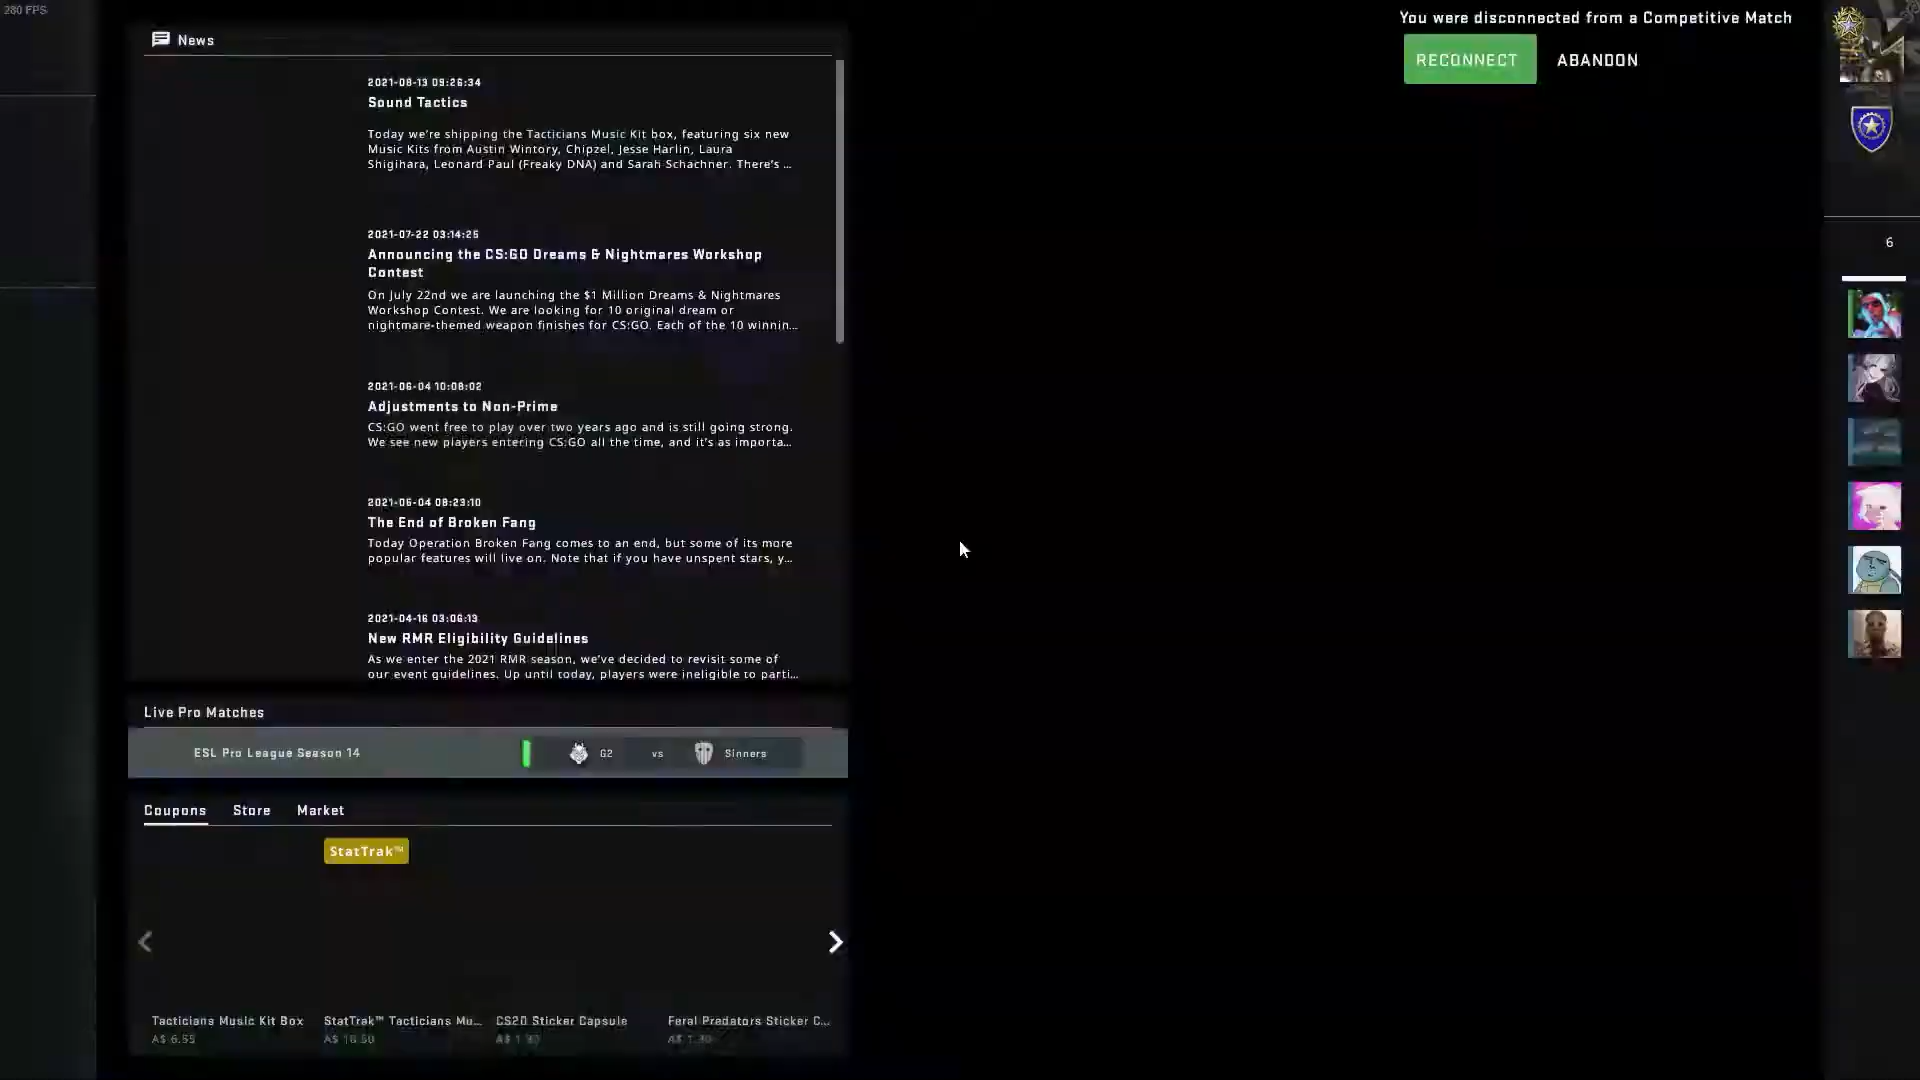 280 FPS
News
You were disconnected from a Competitive Match
RECONNECT
ABANDON
2021-08-13 09:26:34
Sound Tactics
Today we're shipping the Tacticians Music Kit box, featuring six new
Music Kits from Austin Wintory, Chipzel, Jesse Harlin, Laura
Shigihara, Leonard Paul (Freaky DNA) and Sarah Schachner. There's ...
2021-07-22 03:14:25
Announcing the CS:GO Dreams & Nightmares Workshop
Contest
On July 22nd we are launching the $1 Million Dreams & Nightmares
Workshop Contest. We are looking for 10 original dream or
nightmare-themed weapon finishes for CS:GO. Each of the 10 winnin...
2021-06-04 10:08:02
Adjustments to Non-Prime
CS:GO went free to play over two years ago and is still going strong.
We see new players entering CS:GO all the time, and it's as importa...
The End of Broken Fang
Today Operation Broken Fang comes to an end, but some of its more
popular features will live on. Note that if you have unspent stars, y...
2021-04-16 03:06:13
New RMR Eligibility Guidelines
As we enter the 2021 RMR season, we've decided to revisit some of
our event guidelines. Up until today, players were ineligible to parti...
Live Pro Matches
ESL Pro League Season 14
G2
vs
Sinners
Coupons
Store
Market
StatTrak™
Tacticians Music Kit Box
StatTrak™ Tacticians Mu...
CS20 Sticker Capsule
Feral Predators Sticker C...
A$ 6.55
6